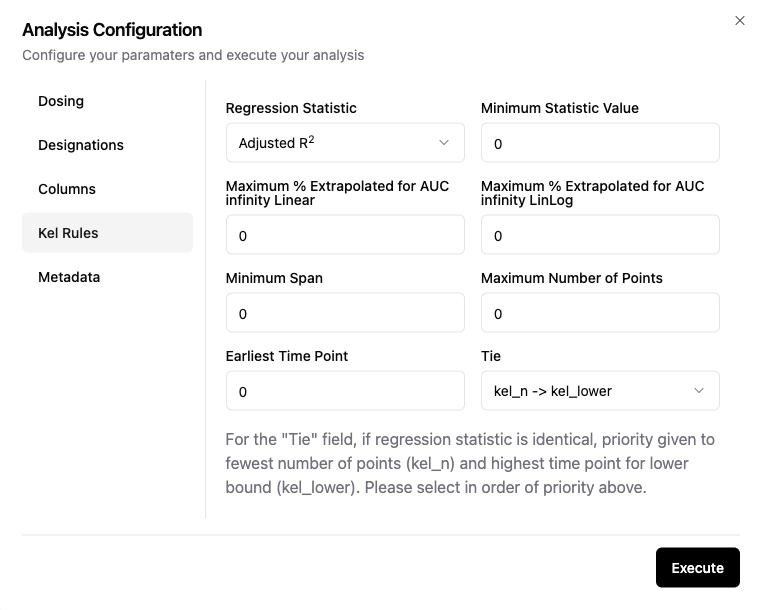 Analysis Configuration
Configure your paramaters and execute your analysis
Dosing
Designations
Columns
Kel Rules
Metadata
Regression Statistic
Adjusted R²
Minimum Statistic Value
0
Maximum % Extrapolated for AUC
infinity Linear
0
Maximum % Extrapolated for AUC
infinity LinLog
0
Minimum Span
0
Maximum Number of Points
0
Earliest Time Point
0
Tie
kel_n -> kel_lower
For the "Tie" field, if regression statistic is identical, priority given to
fewest number of points (kel_n) and highest time point for lower
bound (kel_lower). Please select in order of priority above.
Execute